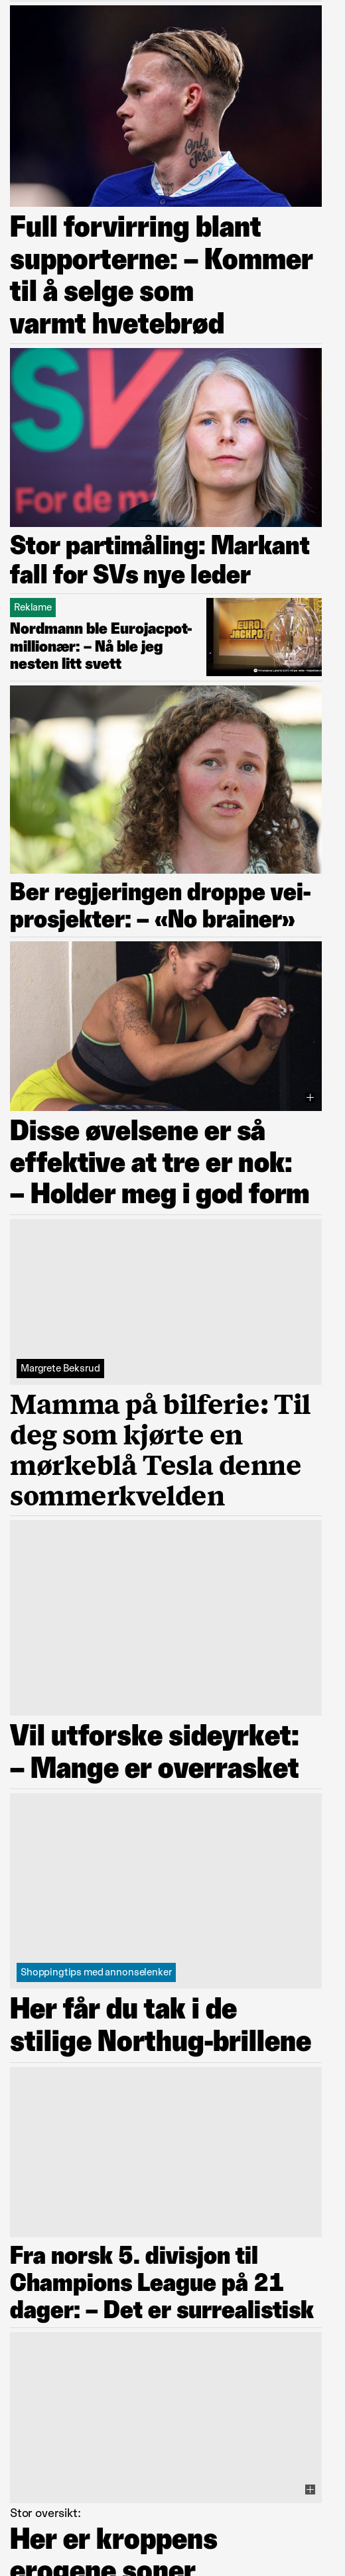 Only
Jesus
Full forvirring blant
supporterne: – Kommer
til å selge som
varmt hvetebrød
SV
For de m
Stor partimåling: Markant
fall for SVs nye leder
Reklame
Nordmann ble Eurojacpot-
millionær: – Nå ble jeg
nesten litt svett
EURO
JACKPOT
Ber regjeringen droppe vei-
prosjekter: – «No brainer»
Disse øvelsene er så
effektive at tre er nok:
– Holder meg i god form
Margrete Beksrud
Mamma på bilferie: Til
deg som kjørte en
mørkeblå Tesla denne
sommerkvelden
Vil utforske sideyrket:
– Mange er overrasket
Shoppingtips med annonselenker
Her får du tak i de
stilige Northug-brillene
Fra norsk 5. divisjon til
Champions League på 21
dager: – Det er surrealistisk
Stor oversikt:
Her er kroppens
erogene soner